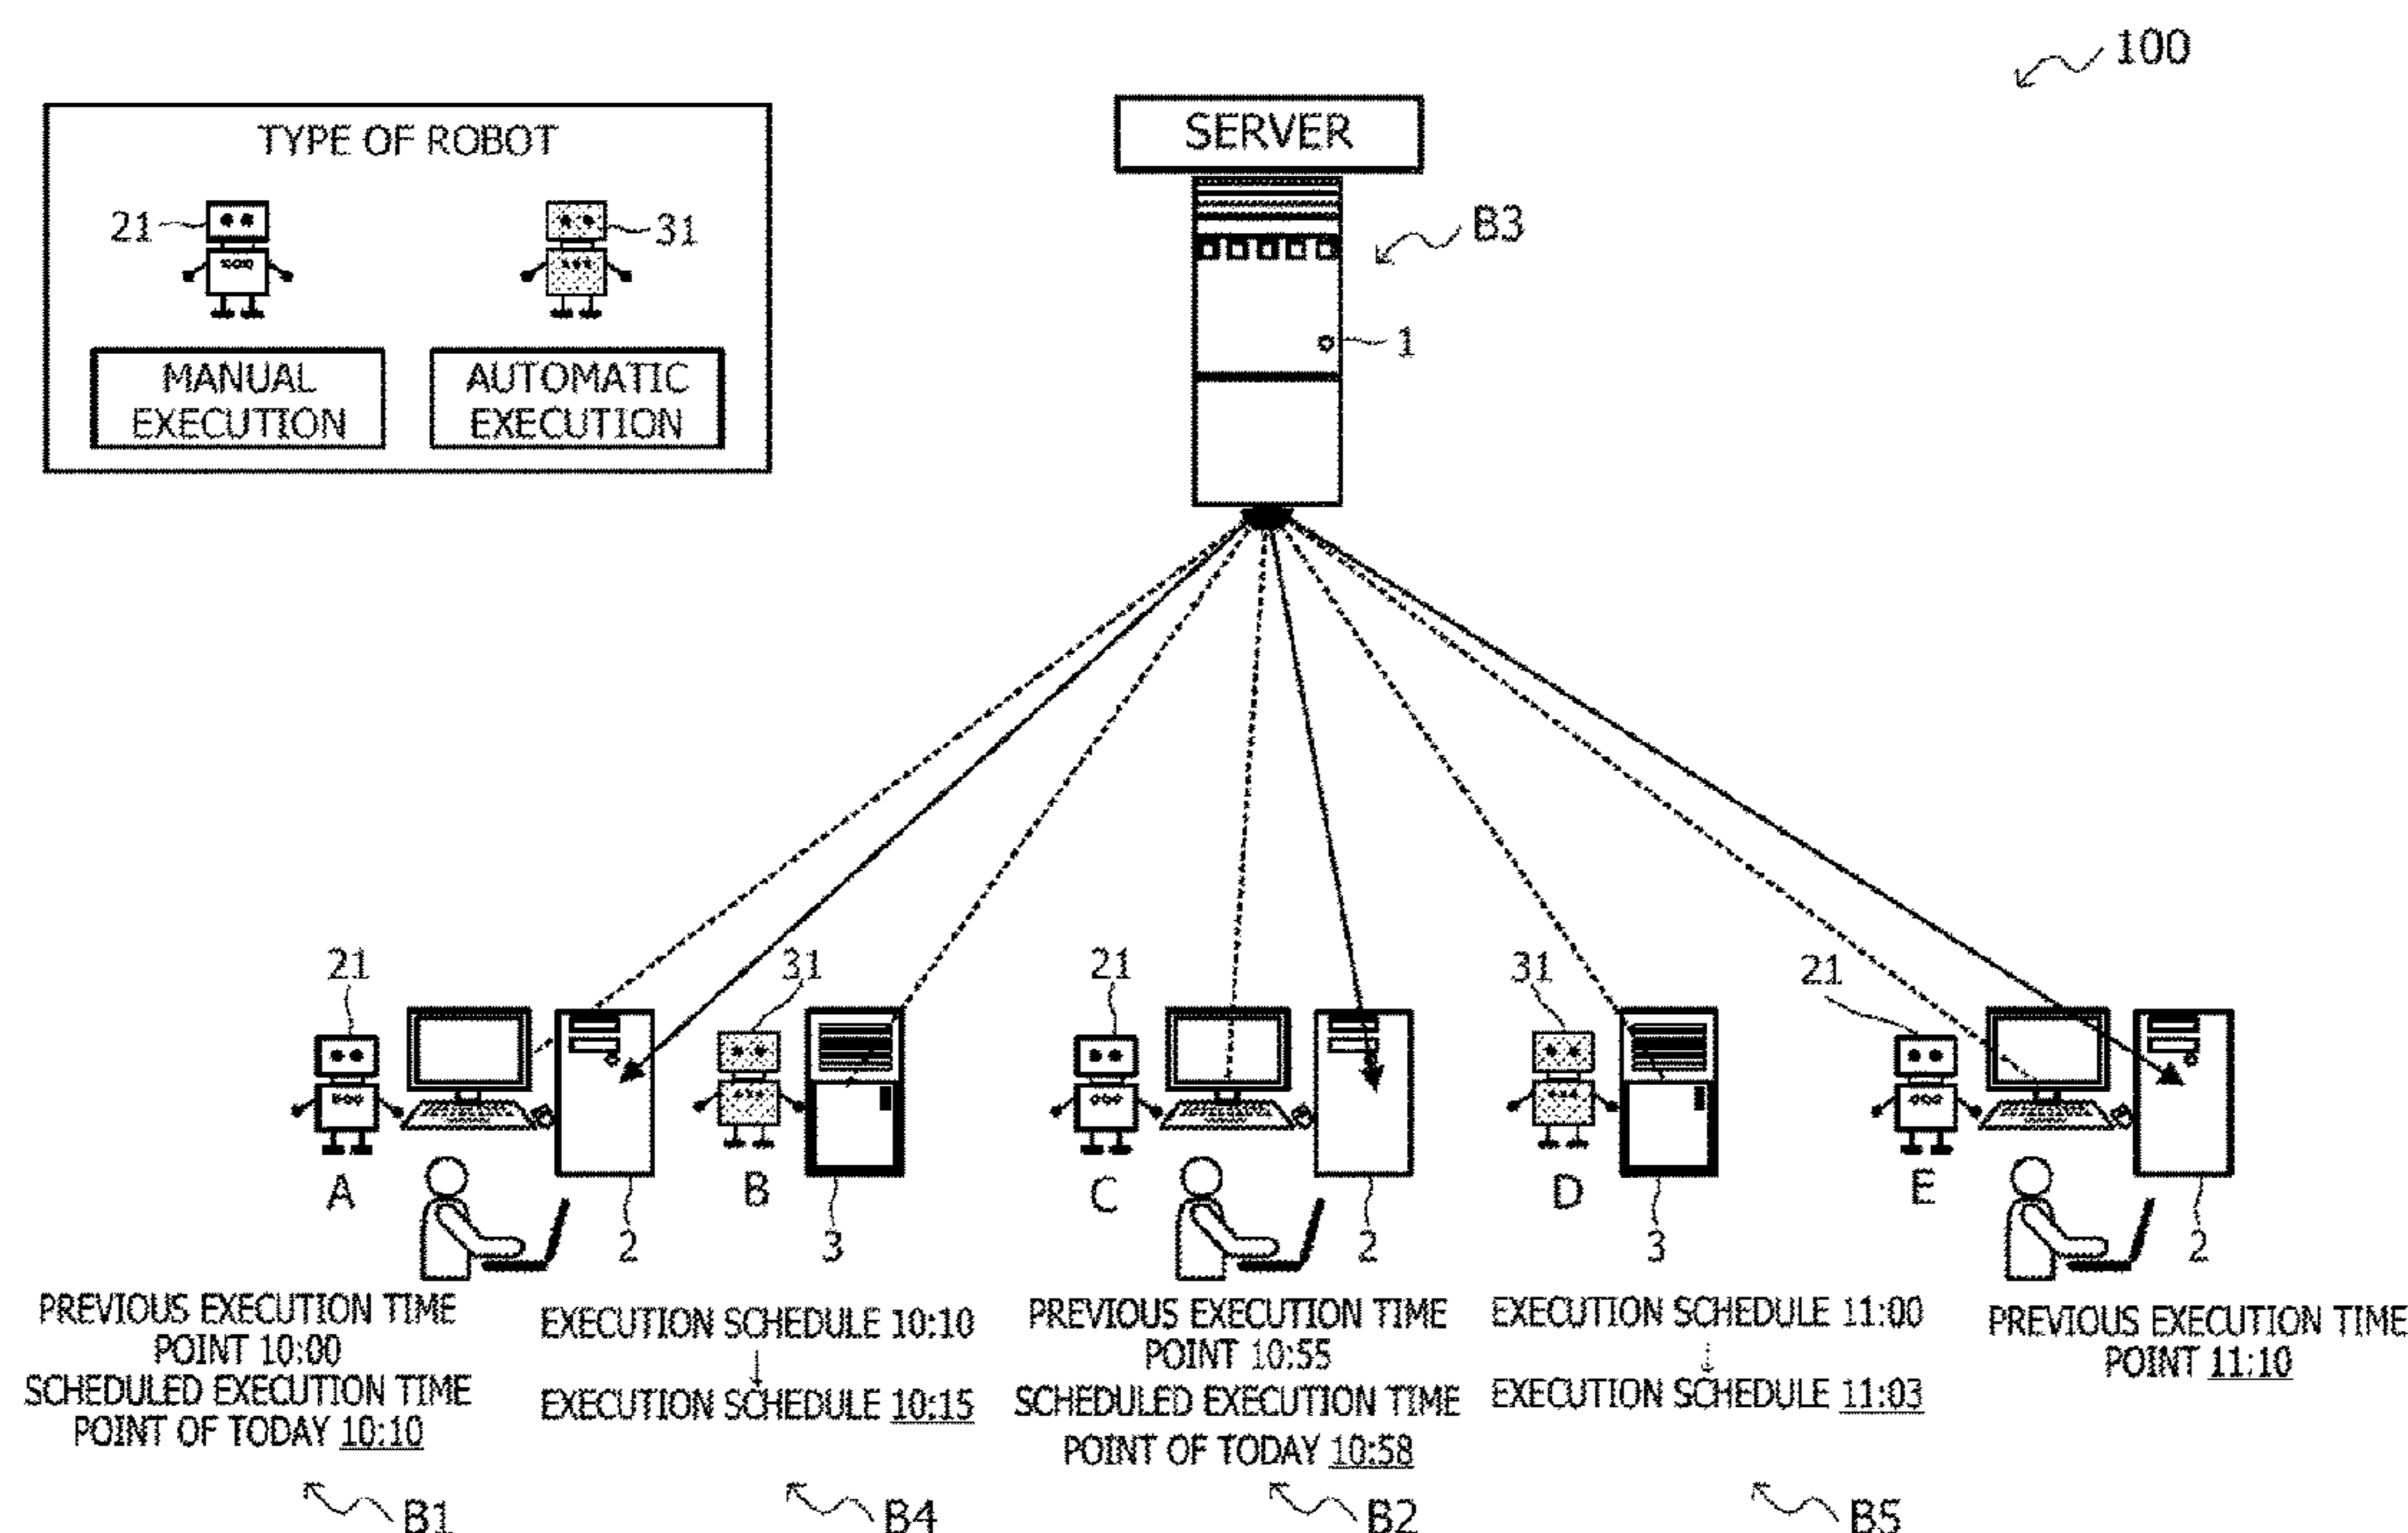 100
TYPE OF ROBOT
21
31
MANUAL
EXECUTION
AUTOMATIC
EXECUTION
SERVER
B3
1
21
31
21
31
21
A
B
C
D
E
2
3
2
3
2
PREVIOUS EXECUTION TIME
POINT 10:00
SCHEDULED EXECUTION TIME
POINT OF TODAY 10:10
EXECUTION SCHEDULE 10:10
↓
EXECUTION SCHEDULE 10:15
PREVIOUS EXECUTION TIME
POINT 10:55
SCHEDULED EXECUTION TIME
POINT OF TODAY 10:58
EXECUTION SCHEDULE 11:00
↓
EXECUTION SCHEDULE 11:03
PREVIOUS EXECUTION TIME
POINT 11:10
B1
B4
B2
B5